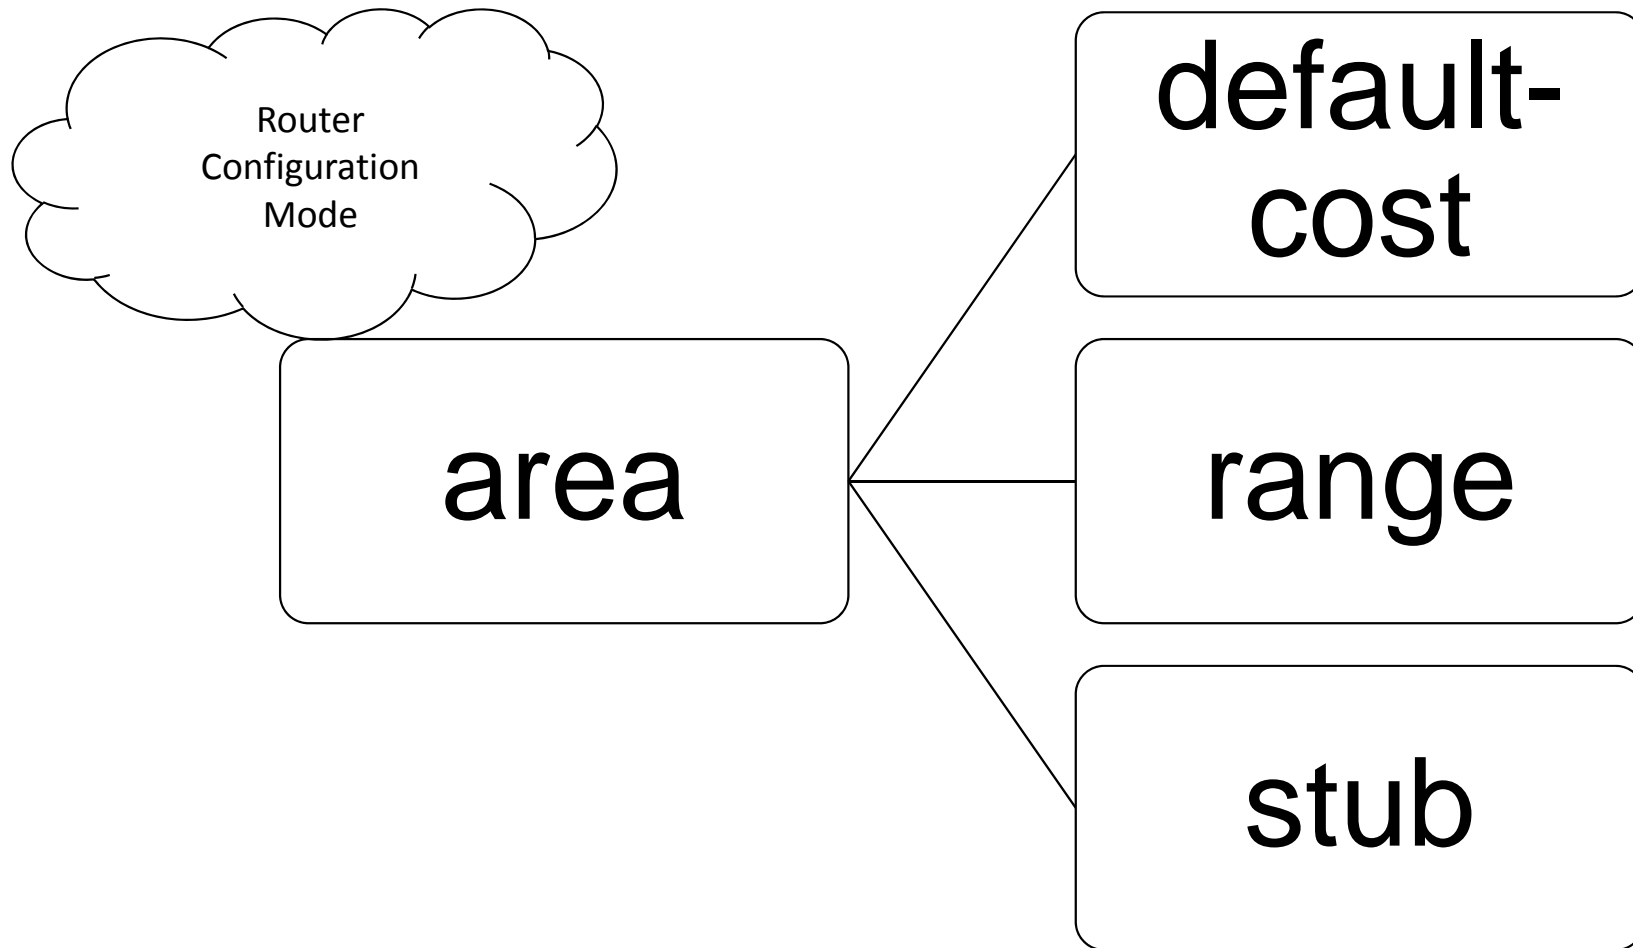 Router
Configuration
Mode
area
default-
cost
range
stub